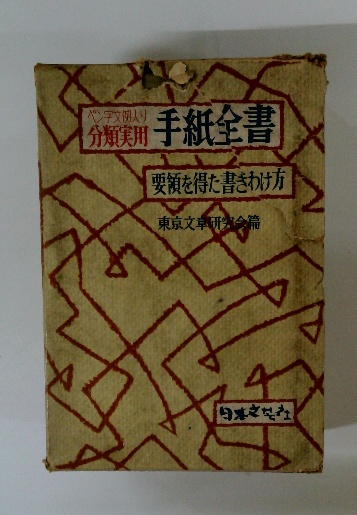 ペン字文例入り
分類実用 手紙全書
要領を得た書きわけ方
東京文章研究会篇
日本文芸社